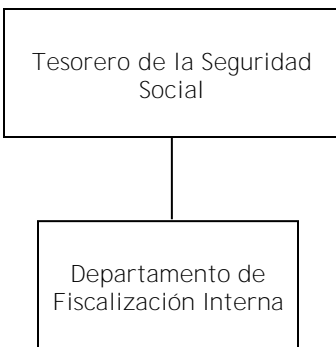 Tesorero de la Seguridad
Social
Departamento de
Fiscalización Interna